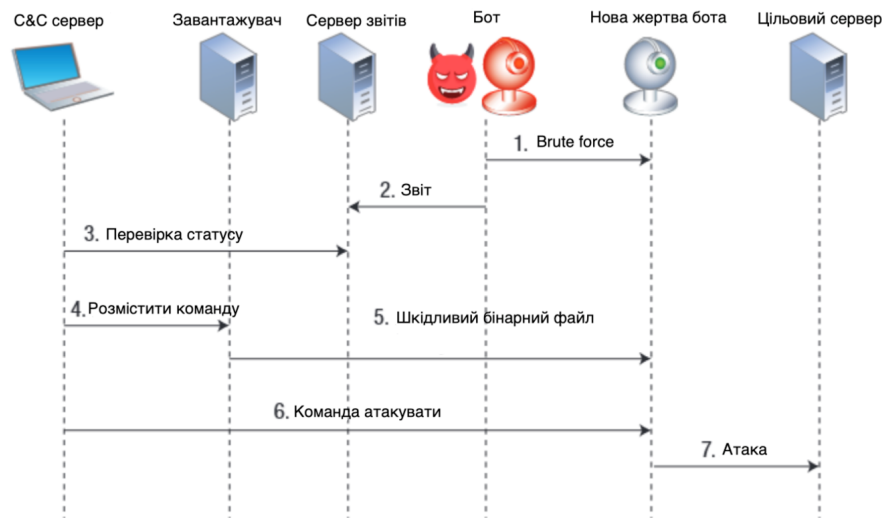 C&C сервер
Завантажувач
Сервер звітів
Бот
Нова жертва бота
Цільовий сервер
1. Brute force
2. Звіт
3. Перевірка статусу
4. Розмістити команду
5. Шкідливий бінарний файл
6. Команда атакувати
7. Атака